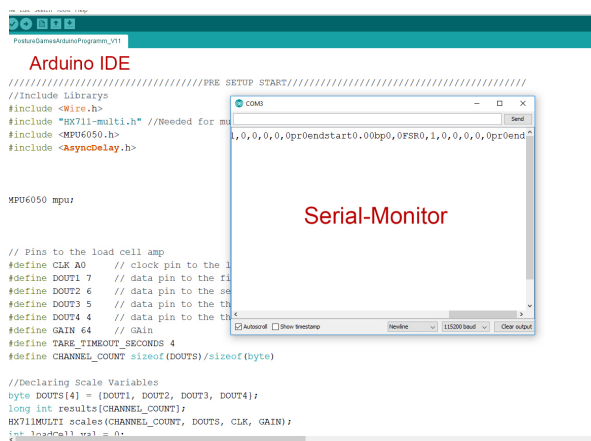 PostureGamesArduinoProgramm_V11
Arduino IDE
///////////////////////////////////PRE SETUP START///////////////////////////////////
//Include Librarys
#include <Wire.h>
#include "HX711-multi.h" //Needed for mu
#include <MPU6050.h>
#include <AsyncDelay.h>
MPU6050 mpu;
// Pins to the load cell amp
#define CLK A0 // clock pin to the l
#define DOUT1 7 // data pin to the fi
#define DOUT2 6 // data pin to the se
#define DOUT3 5 // data pin to the th
#define DOUT4 4 // data pin to the th
#define GAIN 64 // GAin
#define TARE_TIMEOUT_SECONDS 4
#define CHANNEL_COUNT sizeof(DOUTS)/sizeof(byte)
//Declaring Scale Variables
byte DOUTS[4] = {DOUT1, DOUT2, DOUT3, DOUT4};
long int results[CHANNEL_COUNT];
HX711MULTI scales(CHANNEL_COUNT, DOUTS, CLK, GAIN);
int loadCell_val = 0;
COM3
Send
1,0,0,0,0,0pr0endstart0.00bp0,0FSR0,1,0,0,0,0,0pr0end
Serial-Monitor
Autoscroll Show timestamp Newline 115200 baud Clear output